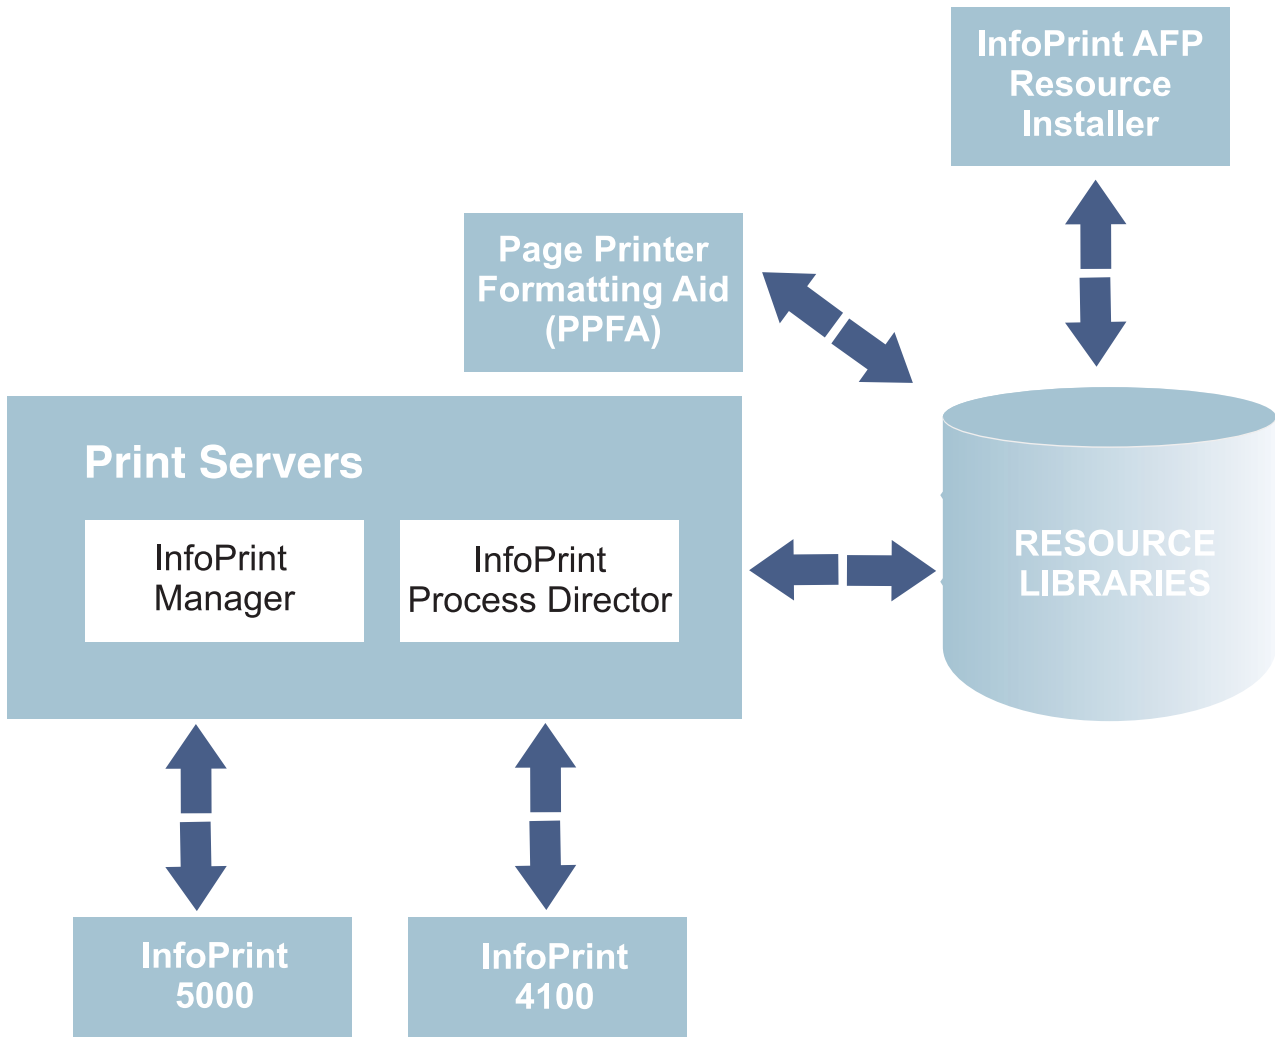 InfoPrint AFP
Resource
Installer
Page Printer
Formatting Aid
(PPFA)
Print Servers
InfoPrint
Manager
InfoPrint
Process Director
RESOURCE
LIBRARIES
InfoPrint
5000
InfoPrint
4100